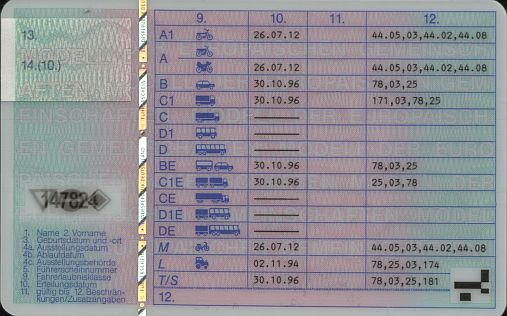 9. 10. 11. 12.
13.
14.(10.)
A1 26.07.12 44.05,03,44.02,44.08
A 26.07.12 44.05,03,44.02,44.08
B 30.10.96 78,03,25
C1 30.10.96 171,03,78,25
C
D1
D
BE 30.10.96 78,03,25
C1E 30.10.96 25,03,78
CE
D1E
DE
M 26.07.12 44.05,03,44.02,44.08
L 02.11.94 78,25,03,174
T/S 30.10.96 78,03,25,181
12.
147824
1. Name 2. Vorname
3. Geburtsdatum und -ort
4a. Ausstellungsdatum
4b. Ablaufdatum
4c. Ausstellungsbehörde
5. Führerscheinnummer
9. Fahrerlaubnisklasse
10. Erteilungsdatum
11. gültig bis 12. Beschrän-
kungen/Zusatzangaben